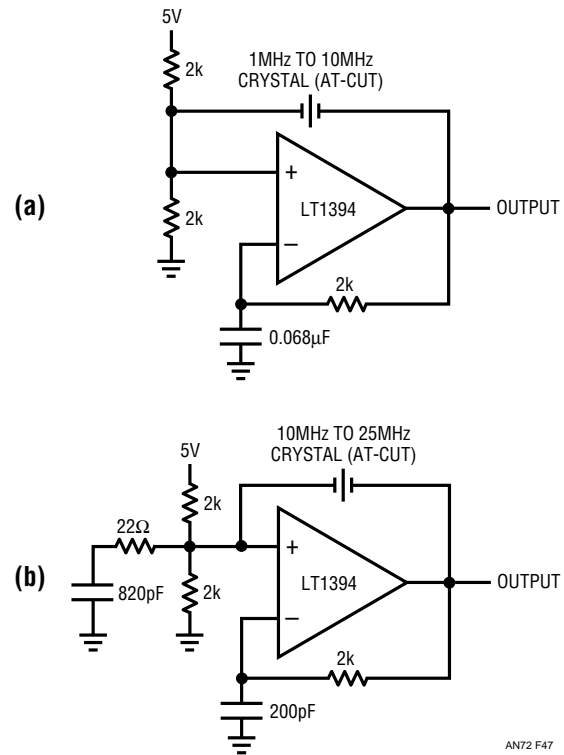 5V
2k
1MHz TO 10MHz
CRYSTAL (AT-CUT)
(a)
+
LT1394
OUTPUT
2k
–
2k
0.068µF
10MHz TO 25MHz
CRYSTAL (AT-CUT)
5V
2k
22Ω
(b)
+
820pF
2k
LT1394
OUTPUT
–
2k
200pF
AN72 F47